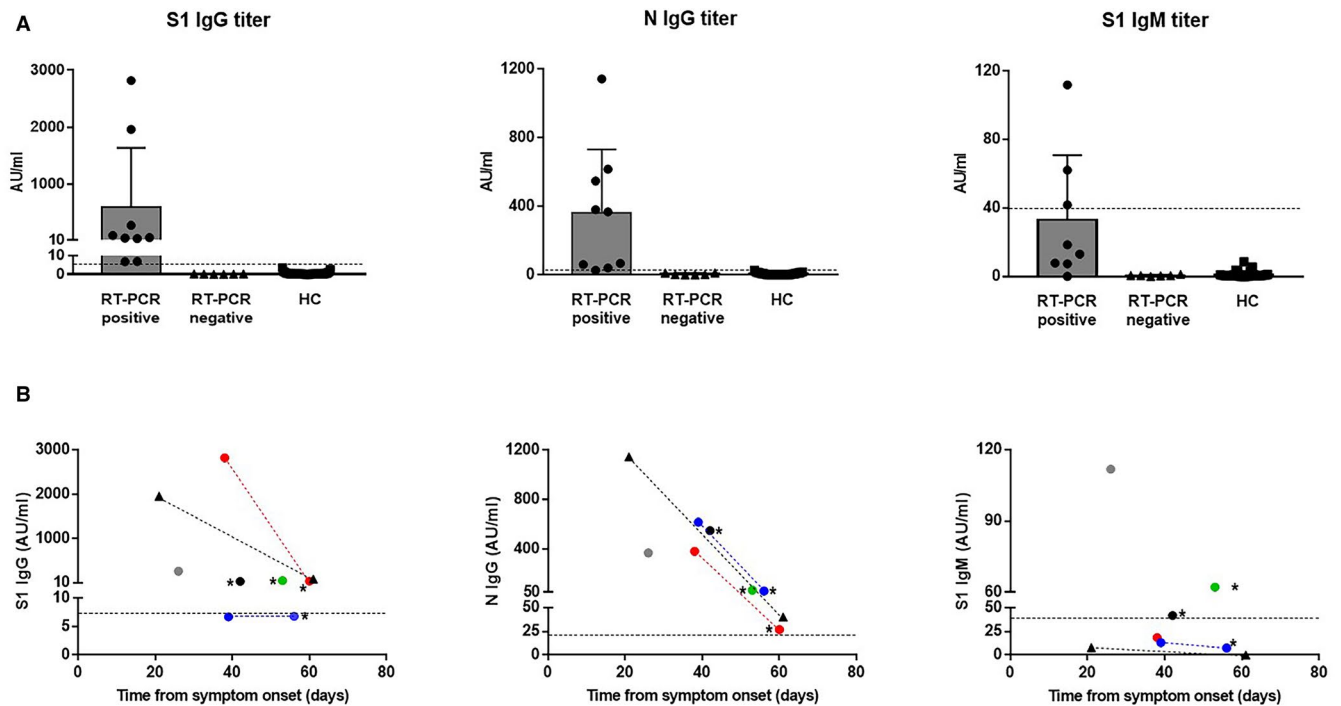 A
S1 IgG titer
N IgG titer
S1 IgM titer
3000
2000
1000
10
10
0
AU/ml
RT-PCR positive
RT-PCR negative
HC
1200
800
400
0
AU/ml
RT-PCR positive
RT-PCR negative
HC
120
80
40
0
AU/ml
RT-PCR positive
RT-PCR negative
HC
B
3000
2000
1000
10
10
5
0
S1 IgG (AU/ml)
* * * *
0 20 40 60 80
Time from symptom onset (days)
1200
800
400
50
50
25
0
N IgG (AU/ml)
* * * *
0 20 40 60 80
Time from symptom onset (days)
120
90
60
50
25
0
S1 IgM (AU/ml)
* * *
0 20 40 60 80
Time from symptom onset (days)